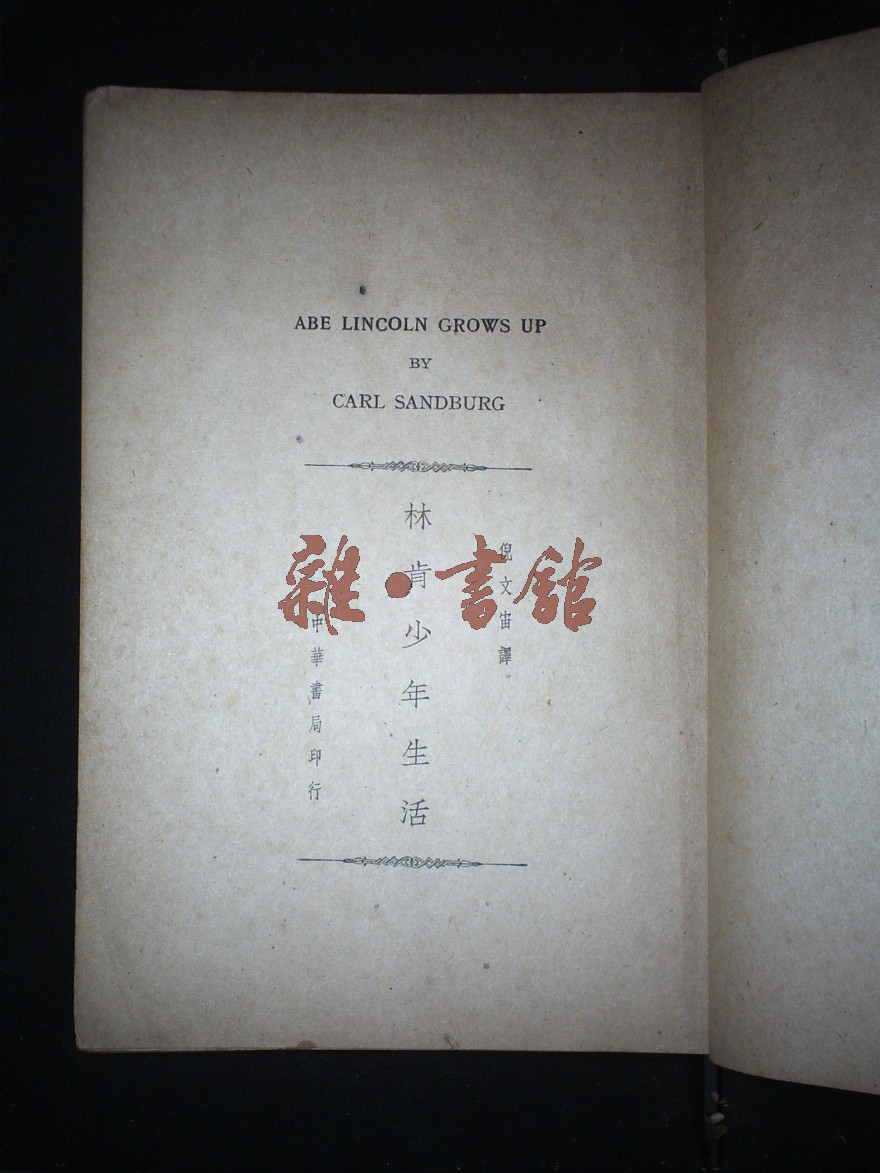 ABE LINCOLN GROWS UP
BY
CARL SANDBURG
倪文宙譯
林肯少年生活
中華書局印行
雜·書館